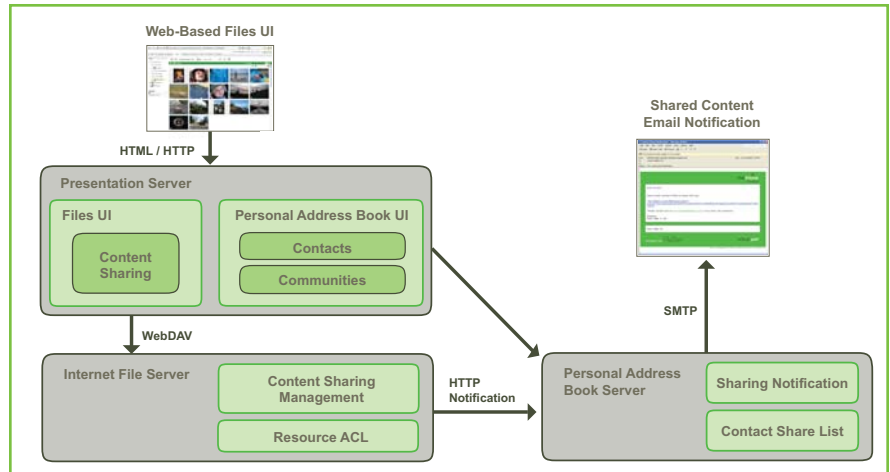 Web-Based Files UI
Shared Content
Email Notification
HTML / HTTP
Presentation Server
Files UI
Content
Sharing
Personal Address Book UI
Contacts
Communities
WebDAV
SMTP
Internet File Server
Content Sharing
Management
Resource ACL
HTTP
Notification
Personal Address
Book Server
Sharing Notification
Contact Share List